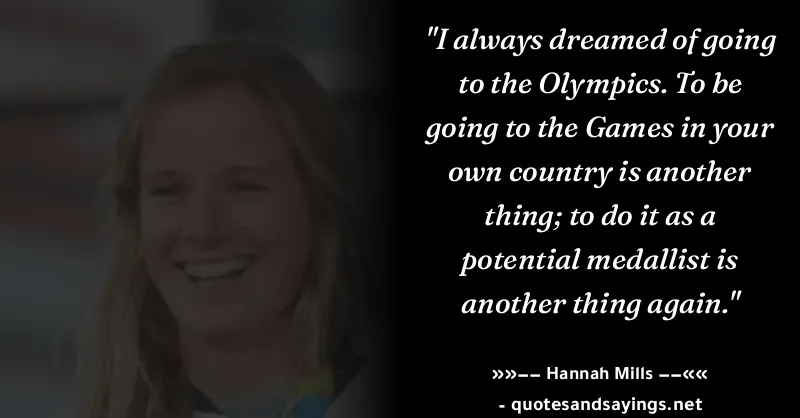 "I always dreamed of going
to the Olympics. To be
going to the Games in your
own country is another
thing; to do it as a
potential medallist is
another thing again."
»»−− Hannah Mills −−««
- quotesandsayings.net